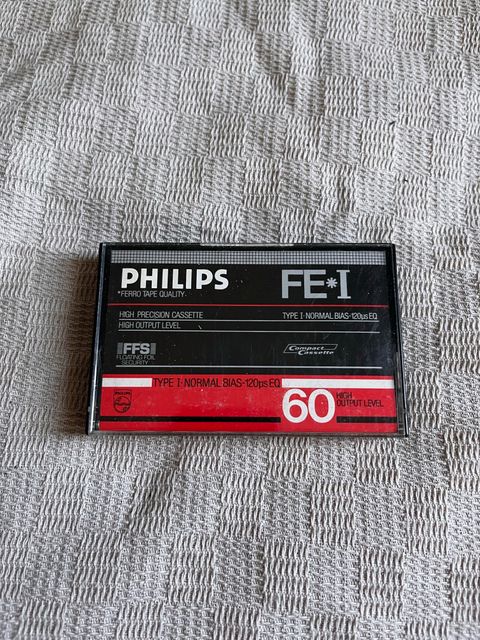 PHILIPS
*FERRO TAPE QUALITY·
FE*I
HIGH PRECISION CASSETTE
HIGH OUTPUT LEVEL
TYPE I·NORMAL BIAS·120µs EQ
FFS
FLOATING FOIL
SECURITY
Compact
Cassette
TYPE I·NORMAL BIAS·120µs EQ
PHILIPS
60
HIGH
OUTPUT LEVEL